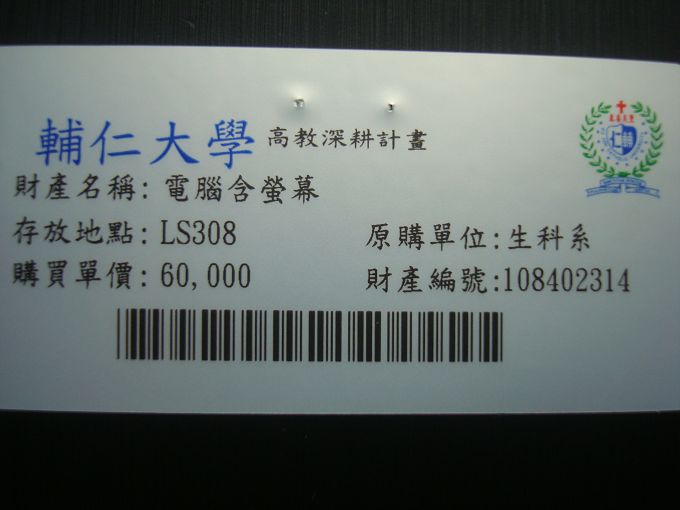 輔仁大學 高教深耕計畫
財產名稱: 電腦含螢幕
存放地點: LS308 原購單位:生科系
購買單價: 60,000 財產編號:108402314